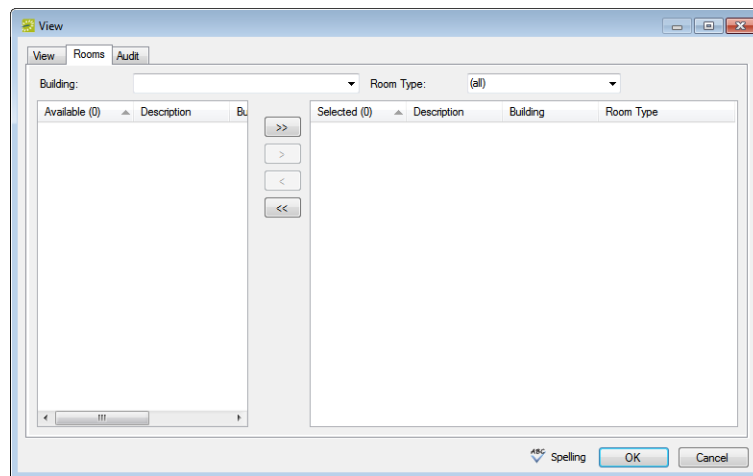 View
View Rooms Audit
Building: Room Type: (all)
Available (0) Description Bu Selected (0) Description Building Room Type
>>
>
<
<<
ABC Spelling OK Cancel